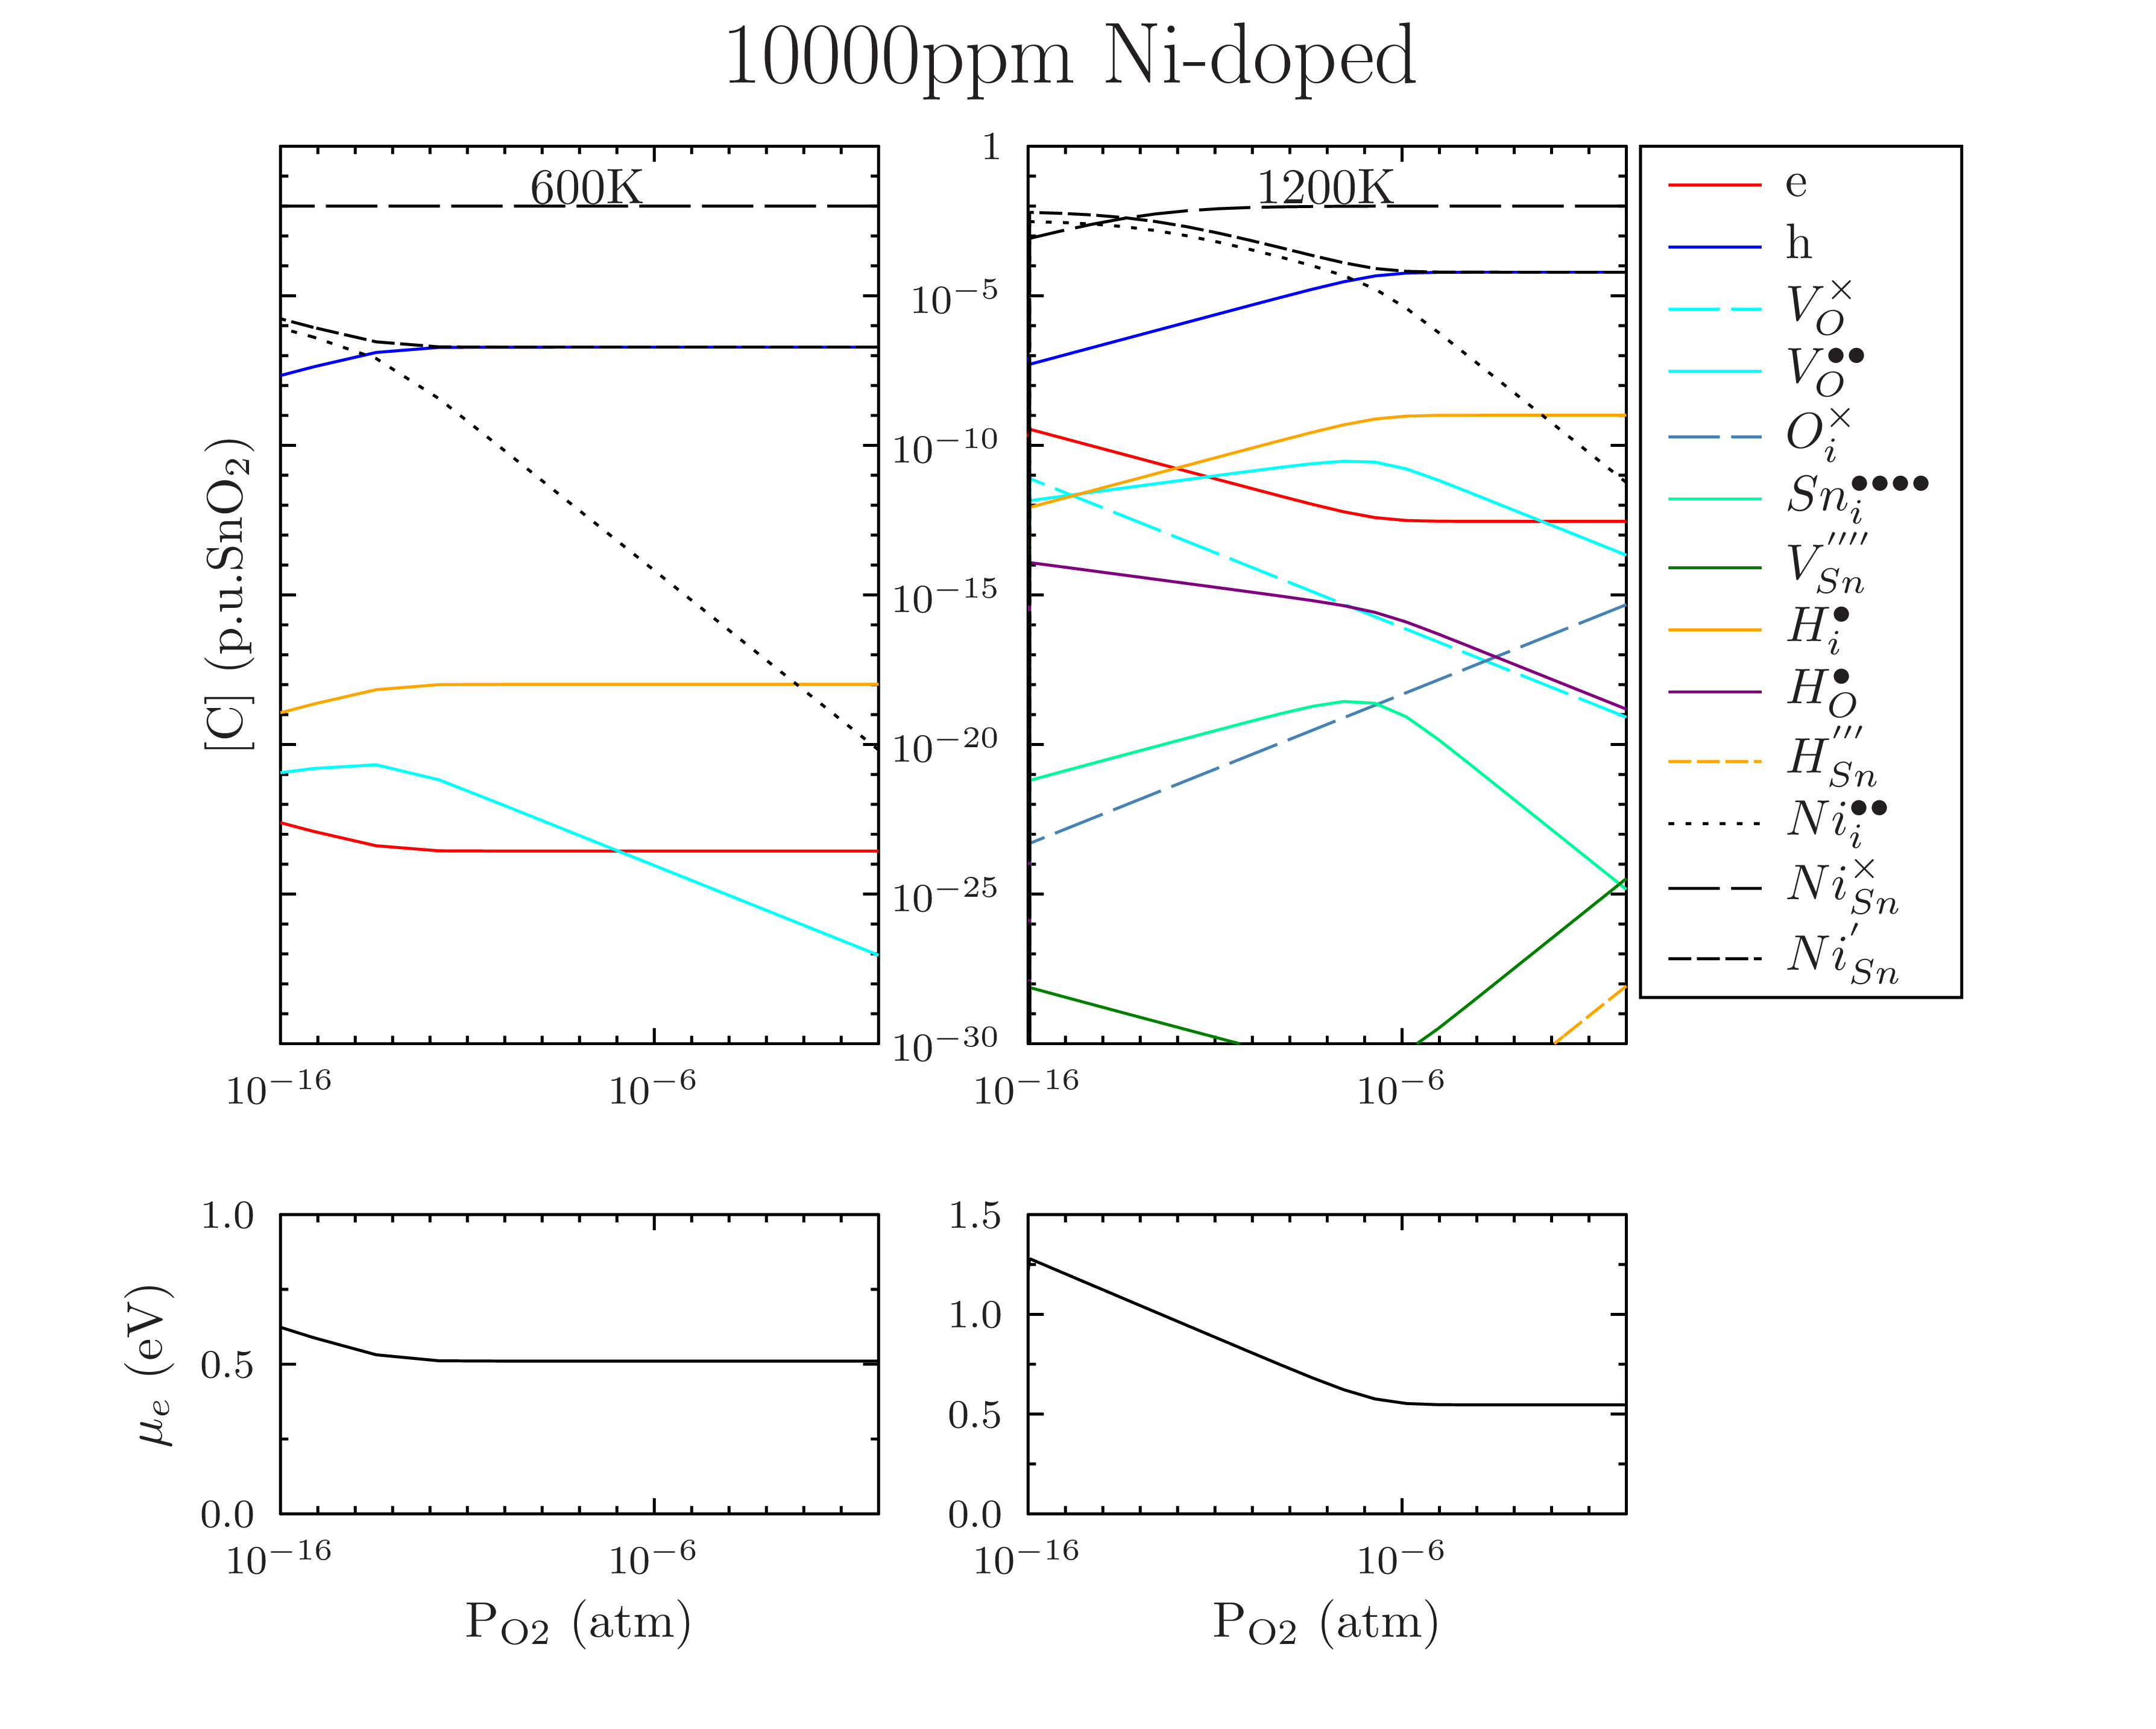 10000ppm Ni-doped
600K
1200K
[C] (p.u.SnO₂)
1
10⁻⁵
10⁻¹⁰
10⁻¹⁵
10⁻²⁰
10⁻²⁵
10⁻³⁰
10⁻¹⁶
10⁻⁶
10⁻¹⁶
10⁻⁶
e
h
V_O^×
V_O^••
O_i^×
Sn_i^••••
V_Sn^′′′′
H_i^•
H_O^•
H_Sn^′′′
Ni_i^••
Ni_Sn^×
Ni_Sn^′
μₑ (eV)
1.0
0.5
0.0
10⁻¹⁶
10⁻⁶
P_O2 (atm)
1.5
1.0
0.5
0.0
10⁻¹⁶
10⁻⁶
P_O2 (atm)